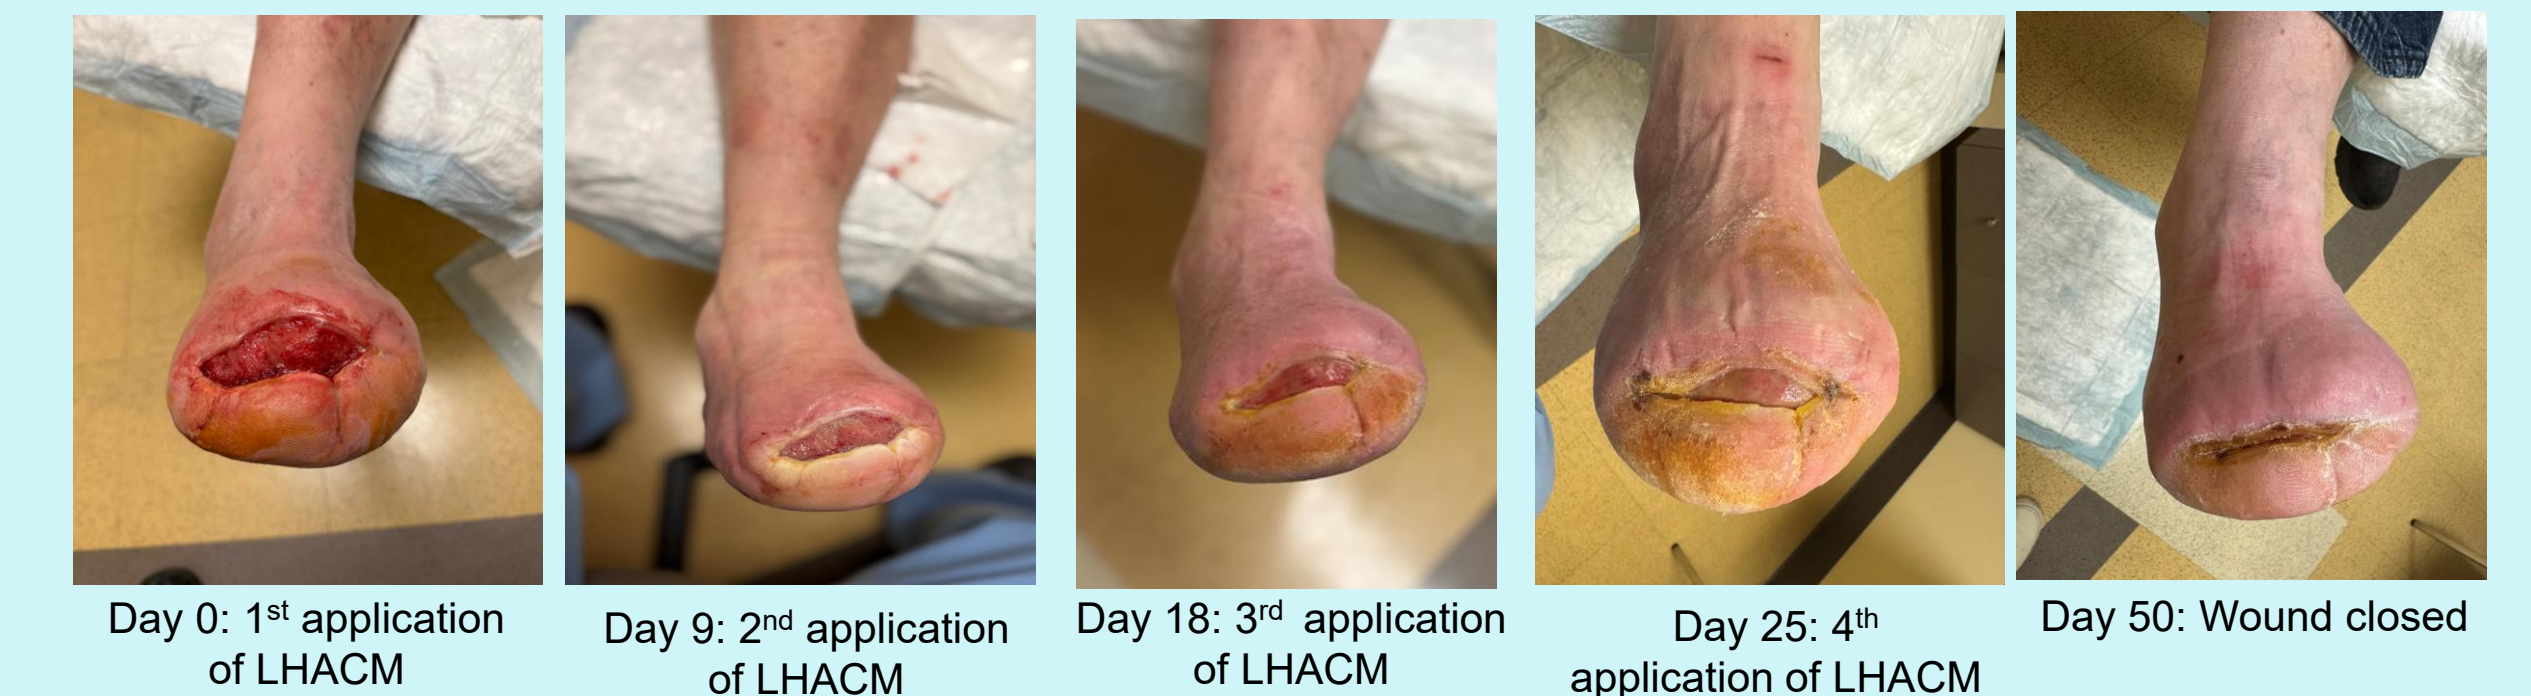 Day 0: 1st application
of LHACM
Day 9: 2nd application
of LHACM
Day 18: 3rd application
of LHACM
Day 25: 4th
application of LHACM
Day 50: Wound closed